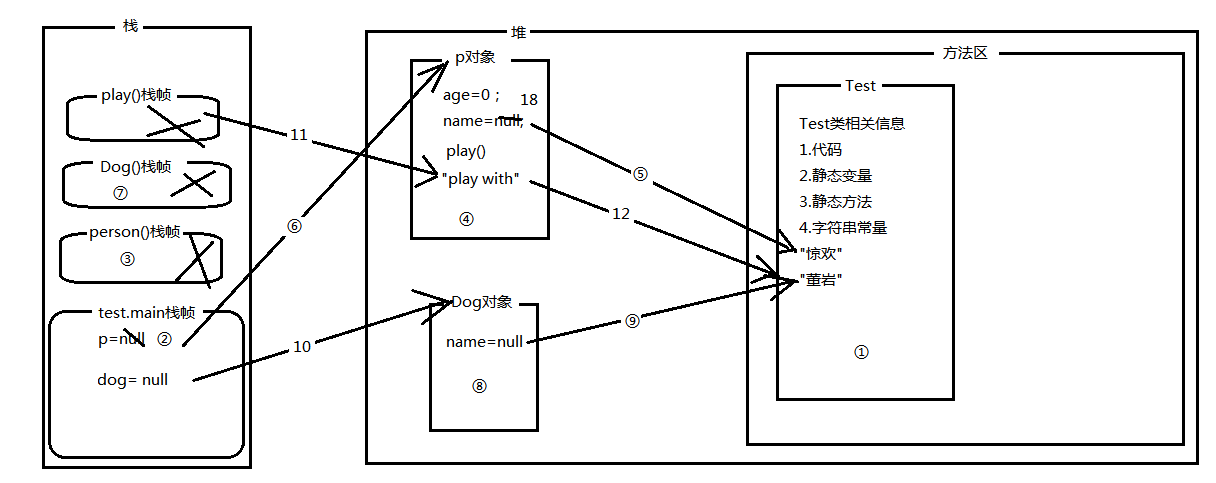 栈
play()栈帧
Dog()栈帧
⑦
person()栈帧
③
test.main栈帧
p=null ②
dog= null
11
⑥
10
堆
p对象
age=0 ; 18
name=null;
play()
"play with"
④
Dog对象
name=null
⑧
⑤
12
⑨
方法区
Test
Test类相关信息
1.代码
2.静态变量
3.静态方法
4.字符串常量
"惊欢"
"董岩"
①